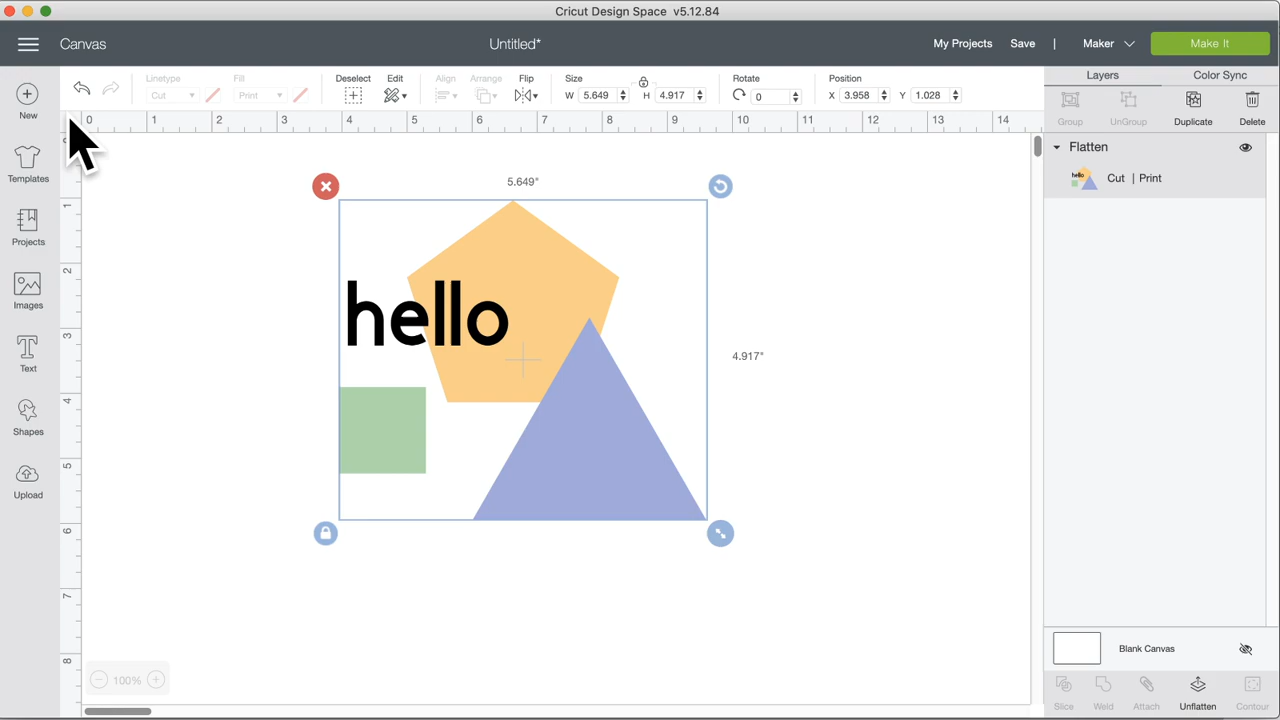 Cricut Design Space v5.12.84
Canvas
Untitled*
My Projects Save | Maker Make It
Linetype Fill Deselect Edit Align Arrange Flip Size Rotate Position
Cut Print W 5.649 H 4.917 0 X 3.958 Y 1.028
Layers Color Sync
Group UnGroup Duplicate Delete
New
Templates
Projects
Images
Text
Shapes
Upload
0 1 2 3 4 5 6 7 8 9 10 11 12 13 14
0
1
2
3
4
5
6
7
8
5.649"
4.917"
hello
100%
Flatten
hello
Cut | Print
Blank Canvas
Slice Weld Attach Unflatten Contour